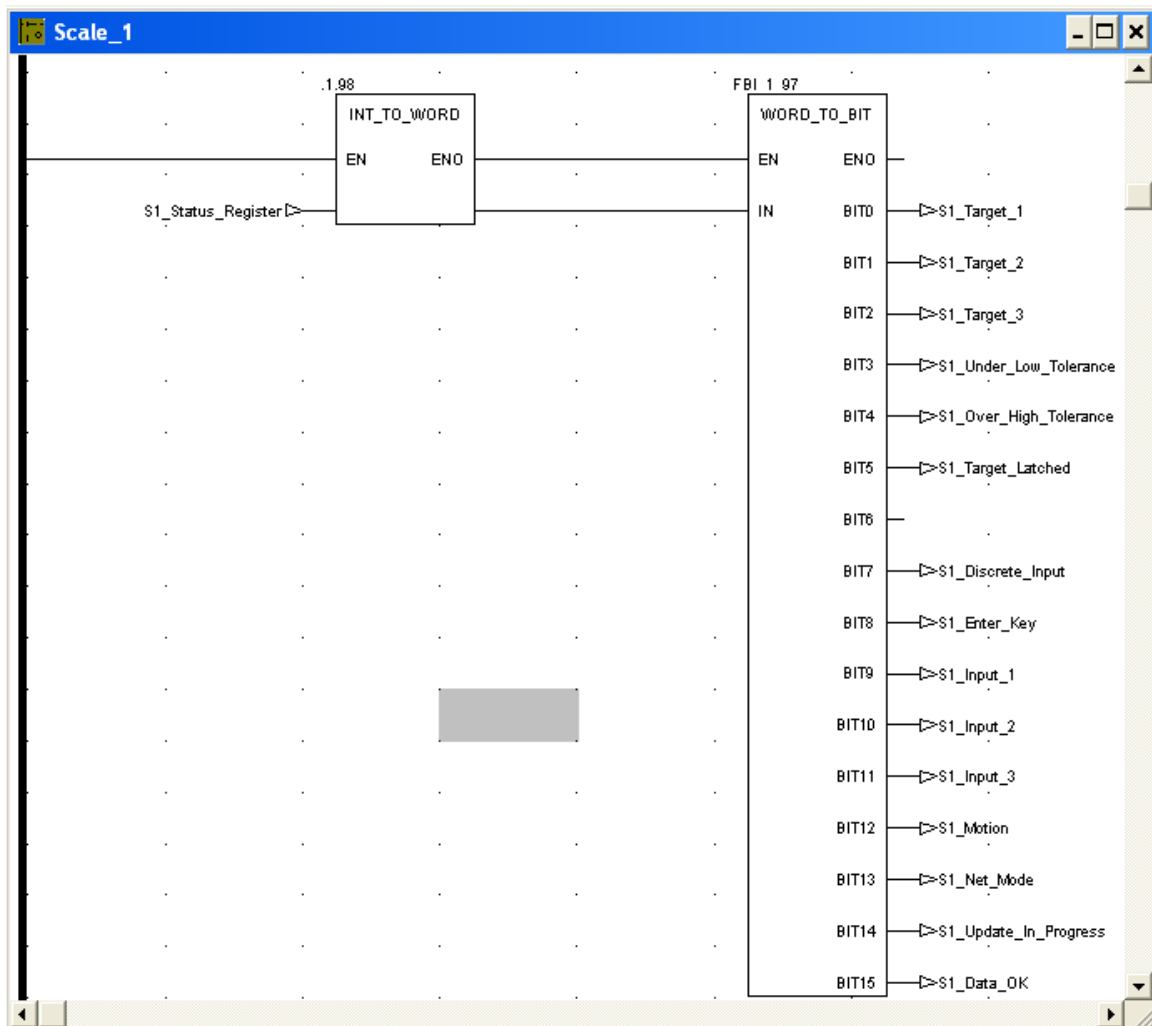 Scale_1
.1.98
FBI_1_97
INT_TO_WORD
WORD_TO_BIT
EN ENO
EN ENO
S1_Status_Register
IN BIT0 S1_Target_1
BIT1 S1_Target_2
BIT2 S1_Target_3
BIT3 S1_Under_Low_Tolerance
BIT4 S1_Over_High_Tolerance
BIT5 S1_Target_Latched
BIT6
BIT7 S1_Discrete_Input
BIT8 S1_Enter_Key
BIT9 S1_Input_1
BIT10 S1_Input_2
BIT11 S1_Input_3
BIT12 S1_Motion
BIT13 S1_Net_Mode
BIT14 S1_Update_In_Progress
BIT15 S1_Data_OK